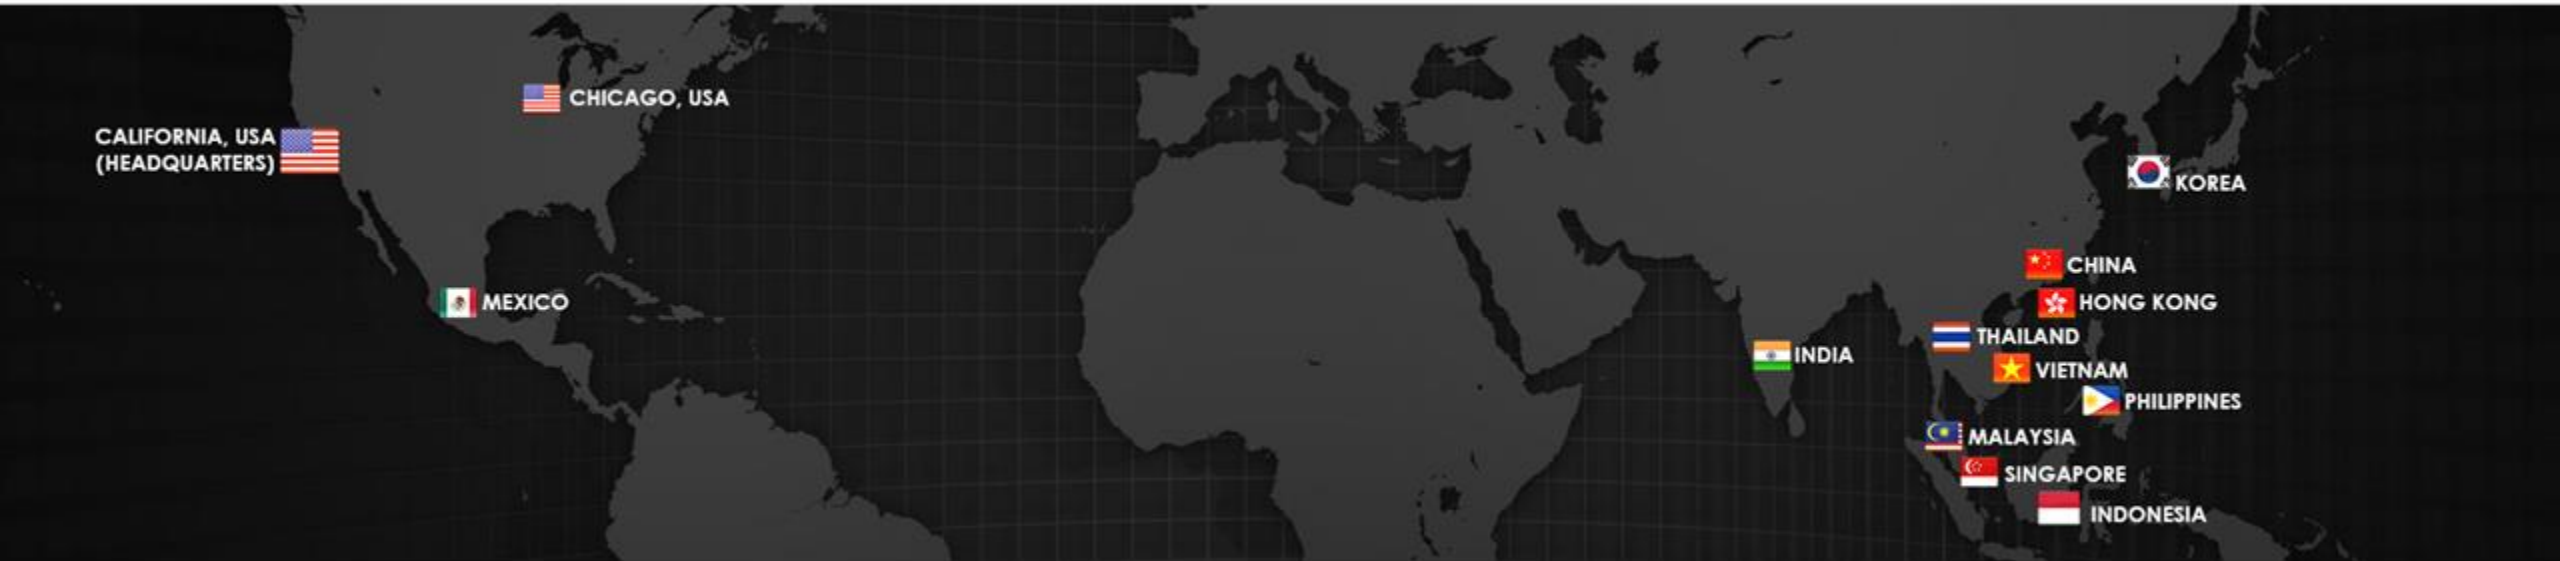 CHICAGO, USA
CALIFORNIA, USA
(HEADQUARTERS)
KOREA
CHINA
MEXICO
HONG KONG
THAILAND
INDIA
VIETNAM
PHILIPPINES
MALAYSIA
SINGAPORE
INDONESIA